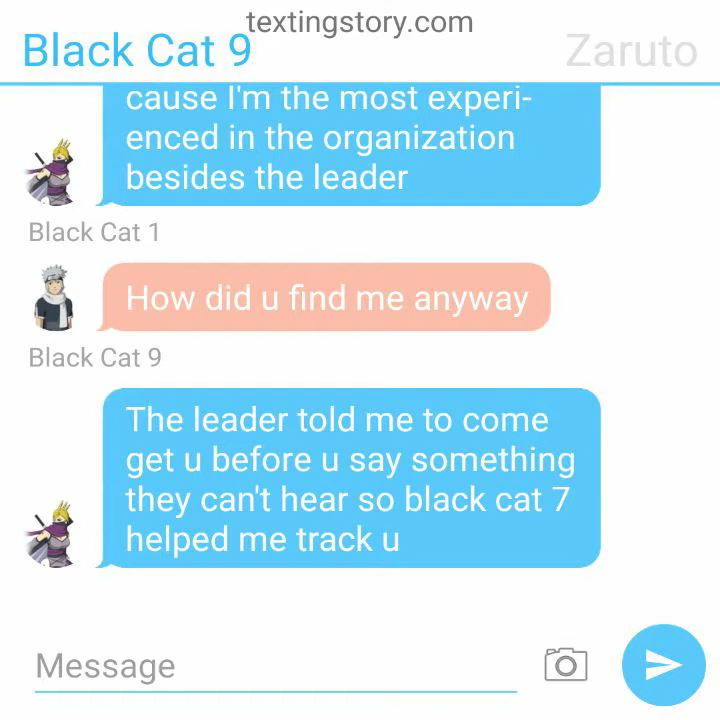 textingstory.com
Black Cat 9
Zaruto
cause I'm the most experi-
enced in the organization
besides the leader
Black Cat 1
How did u find me anyway
Black Cat 9
The leader told me to come
get u before u say something
they can't hear so black cat 7
helped me track u
Message